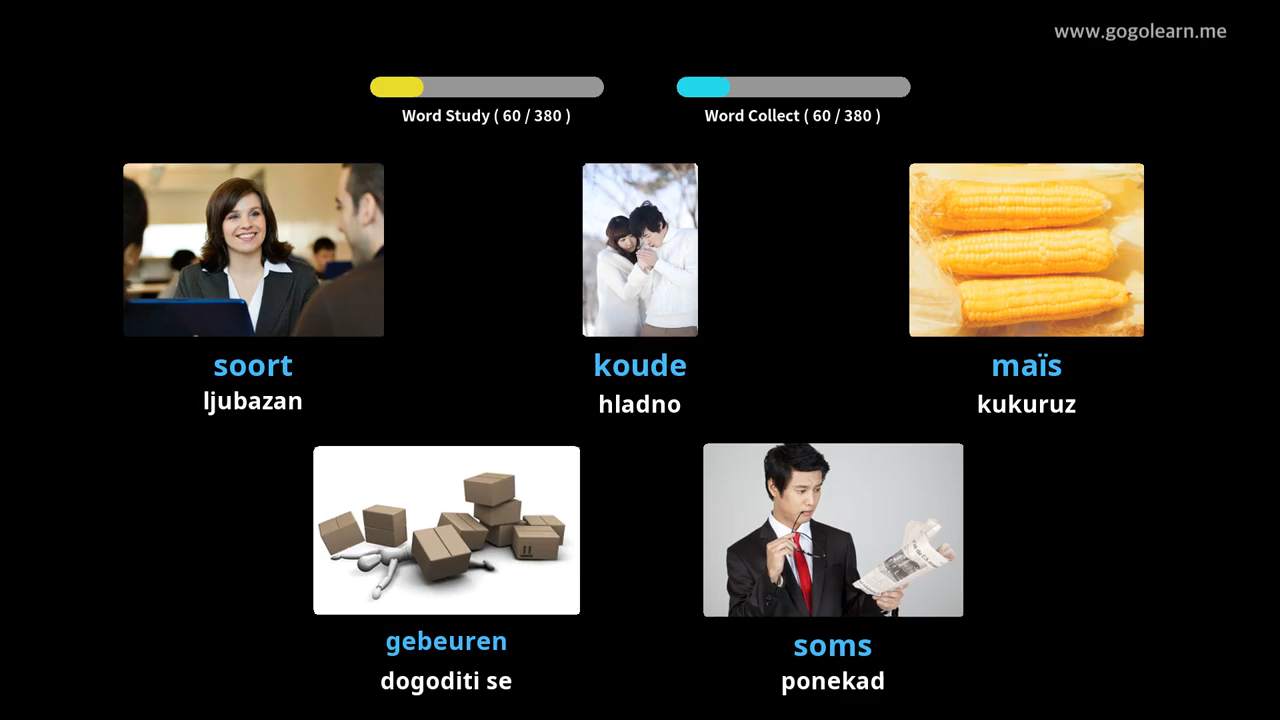 www.gogolearn.me
Word Study ( 60 / 380 )
Word Collect ( 60 / 380 )
soort
ljubazan
koude
hladno
maïs
kukuruz
gebeuren
dogoditi se
soms
ponekad